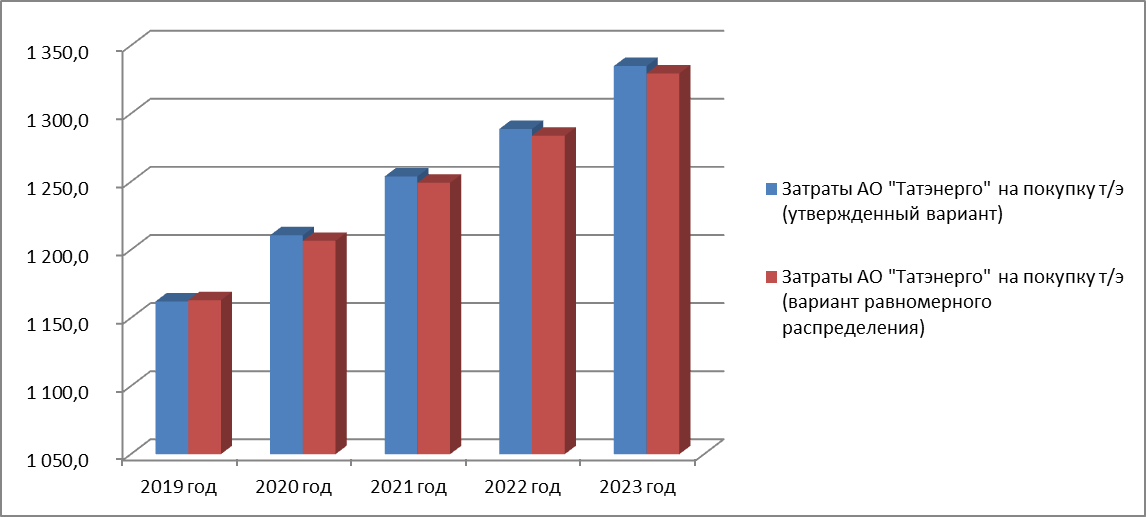 1 350,0
1 300,0
1 250,0
1 200,0
1 150,0
1 100,0
1 050,0
2019 год
2020 год
2021 год
2022 год
2023 год
Затраты АО "Татэнерго" на покупку т/э
(утвержденный вариант)
Затраты АО "Татэнерго" на покупку т/э
(вариант равномерного
распределения)